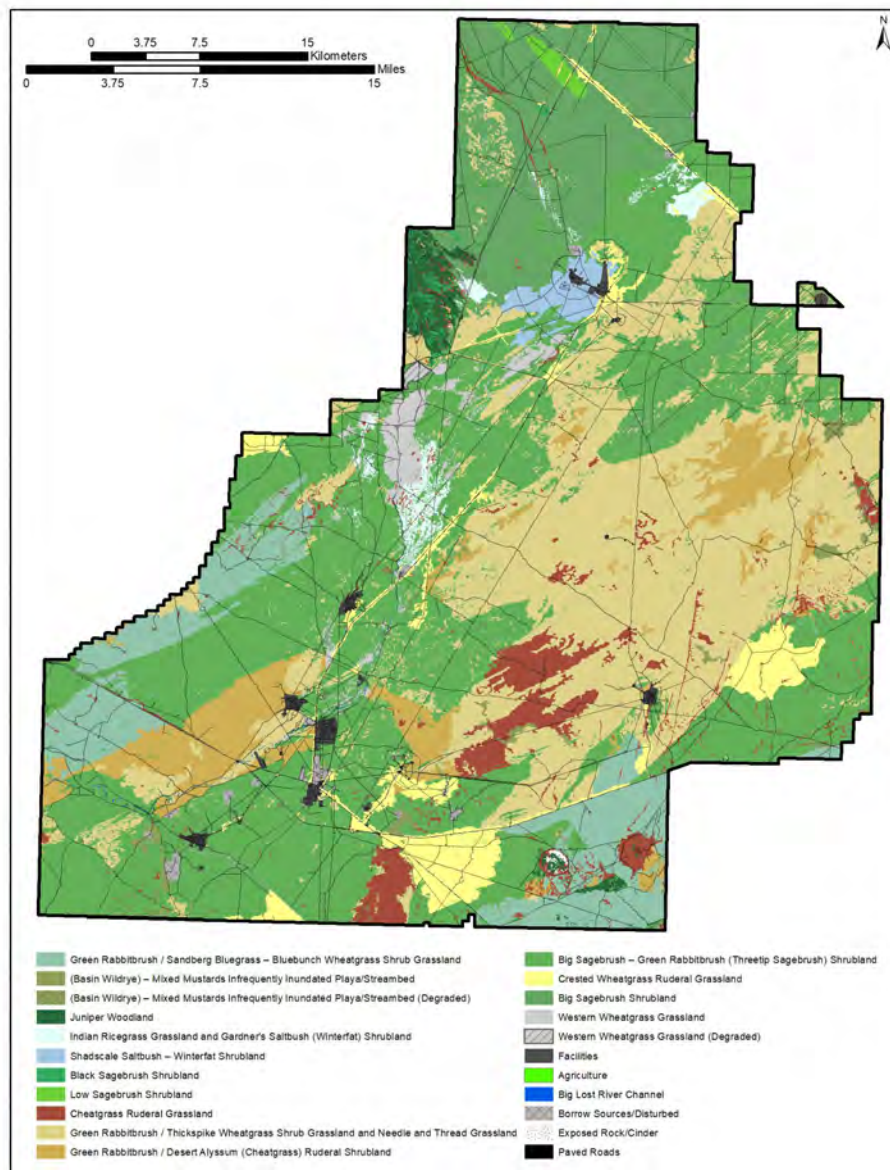 N
0 3.75 7.5 15
Kilometers
Miles
0 3.75 7.5 15
Green Rabbitbrush / Sandberg Bluegrass – Bluebunch Wheatgrass Shrub Grassland
(Basin Wildrye) – Mixed Mustards Infrequently Inundated Playa/Streambed
(Basin Wildrye) – Mixed Mustards Infrequently Inundated Playa/Streambed (Degraded)
Juniper Woodland
Indian Ricegrass Grassland and Gardner's Saltbush (Winterfat) Shrubland
Shadscale Saltbush – Winterfat Shrubland
Black Sagebrush Shrubland
Low Sagebrush Shrubland
Cheatgrass Ruderal Grassland
Green Rabbitbrush / Thickspike Wheatgrass Shrub Grassland and Needle and Thread Grassland
Green Rabbitbrush / Desert Alyssum (Cheatgrass) Ruderal Shrubland
Big Sagebrush – Green Rabbitbrush (Threetip Sagebrush) Shrubland
Crested Wheatgrass Ruderal Grassland
Big Sagebrush Shrubland
Western Wheatgrass Grassland
Western Wheatgrass Grassland (Degraded)
Facilities
Agriculture
Big Lost River Channel
Borrow Sources/Disturbed
Exposed Rock/Cinder
Paved Roads